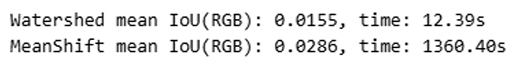 Watershed mean IoU(RGB): 0.0155, time: 12.39s
MeanShift mean IoU(RGB): 0.0286, time: 1360.40s